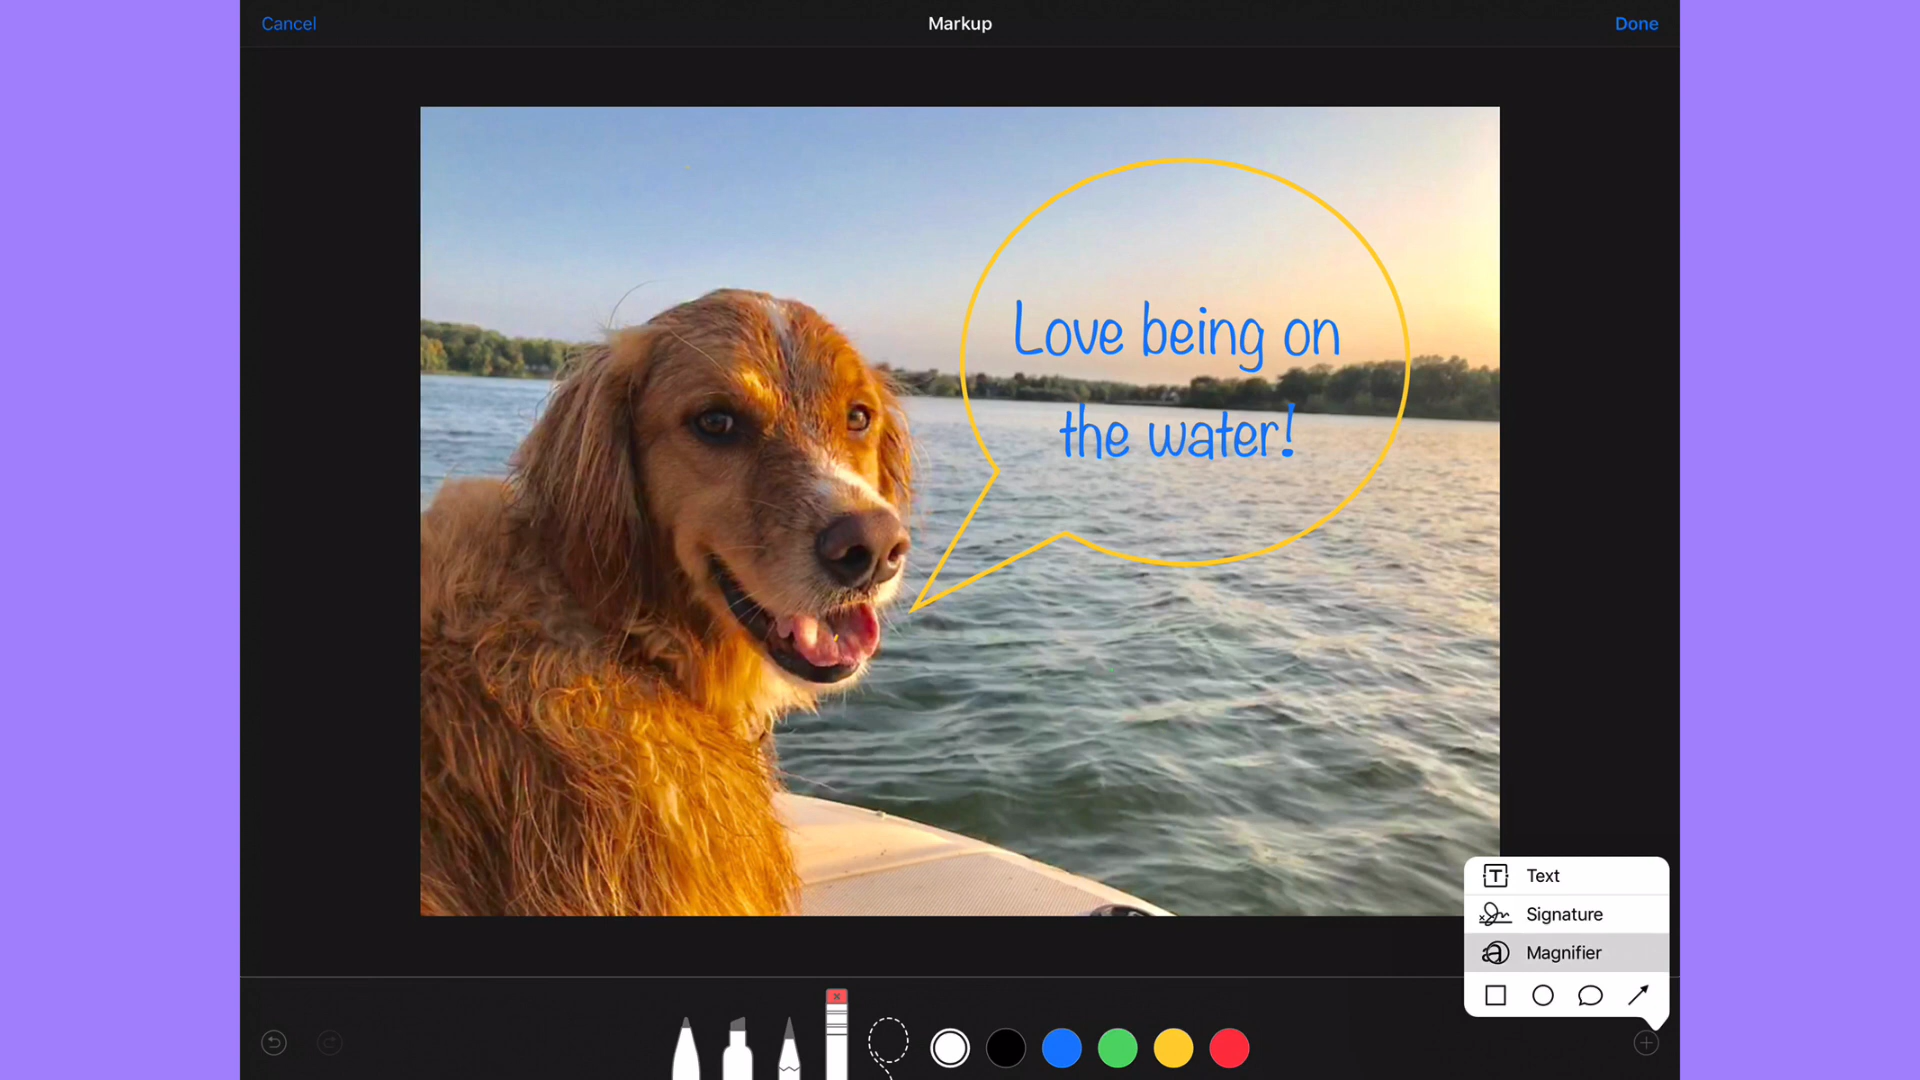 Cancel
Markup
Done
Love being on
the water!
Text
Signature
Magnifier